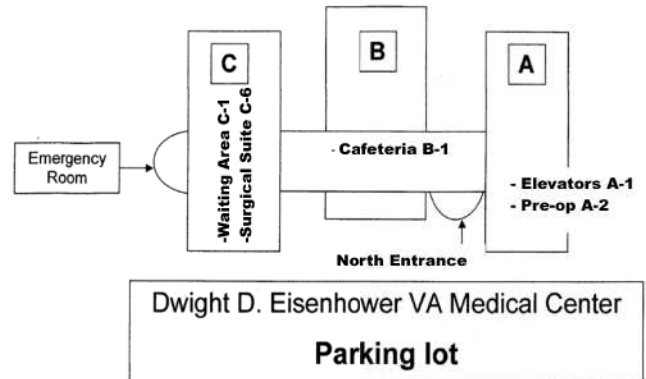 B
C
A
-Waiting Area C-1
-Surgical Suite C-6
- Cafeteria B-1
Emergency
Room
- Elevators A-1
- Pre-op A-2
North Entrance
Dwight D. Eisenhower VA Medical Center
Parking lot